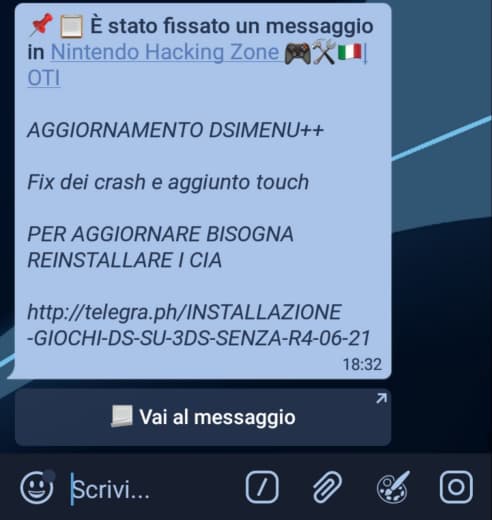 📌 📋 È stato fissato un messaggio
in Nintendo Hacking Zone 🎮🛠🇮🇹|
OTI
AGGIORNAMENTO DSIMENU++
Fix dei crash e aggiunto touch
PER AGGIORNARE BISOGNA
REINSTALLARE I CIA
http://telegra.ph/INSTALLAZIONE
-GIOCHI-DS-SU-3DS-SENZA-R4-06-21
18:32
Vai al messaggio
Scrivi...